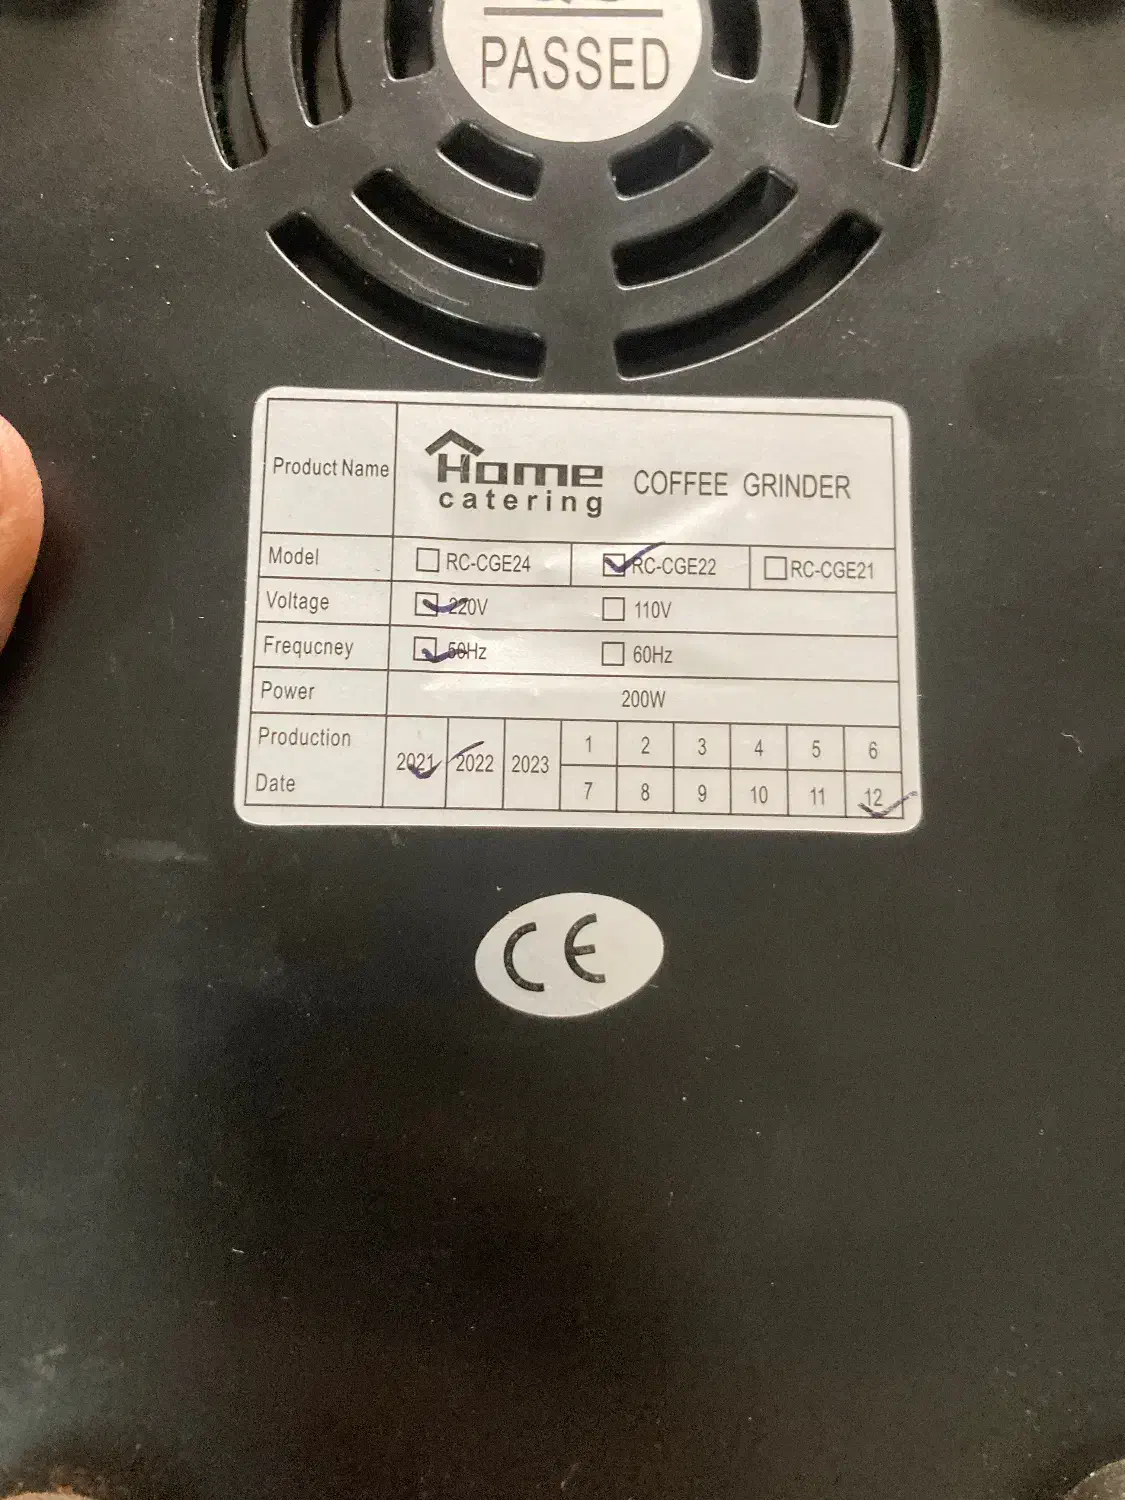 PASSED
Product Name
Home
catering
COFFEE GRINDER
Model RC-CGE24 RC-CGE22 RC-CGE21
Voltage 220V 110V
Frequcney 50Hz 60Hz
Power 200W
Production
Date
2021 2022 2023
1 2 3 4 5 6
7 8 9 10 11 12
CE